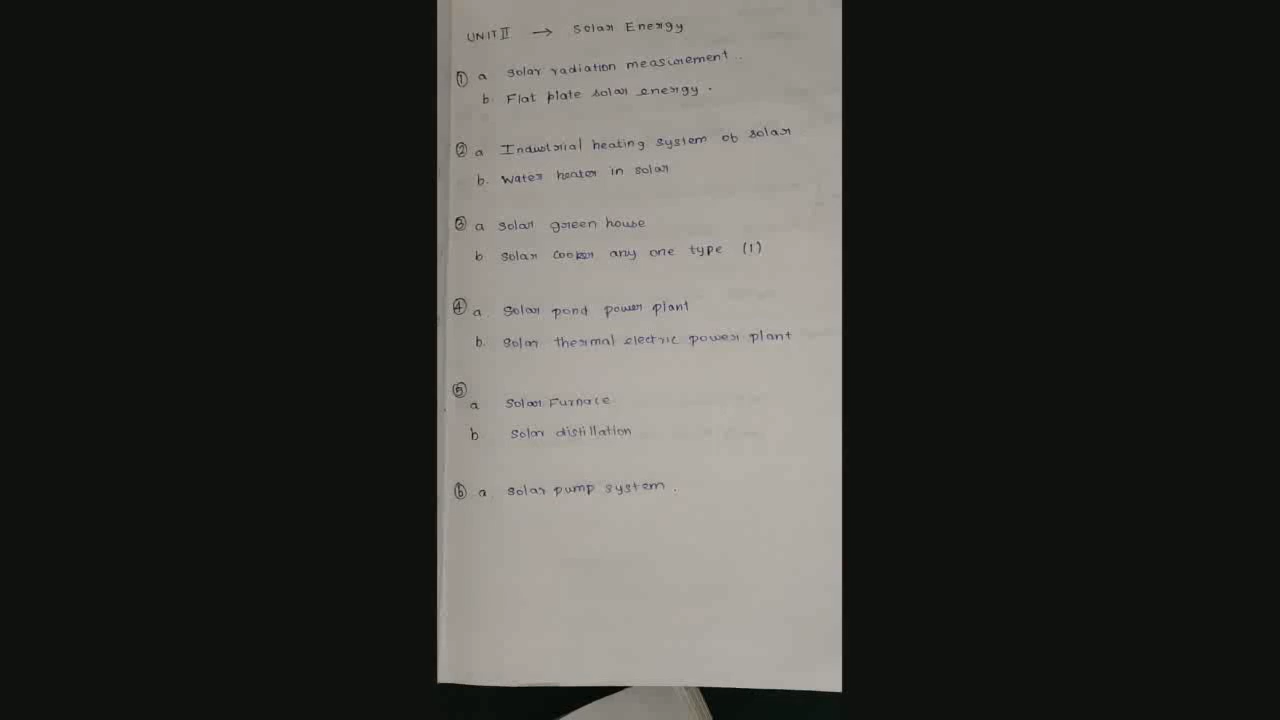 UNIT II → Solar Energy
① a solar radiation measurement.
b. Flat plate solar energy.
② a Industrial heating system of solar
b. Water heater in solar
③ a solar green house
b solar cooker any one type (1)
④ a. Solar pond power plant
b. Solar thermal electric power plant
⑤
a Solar Furnace
b Solar distillation
⑥ a. Solar pump system.